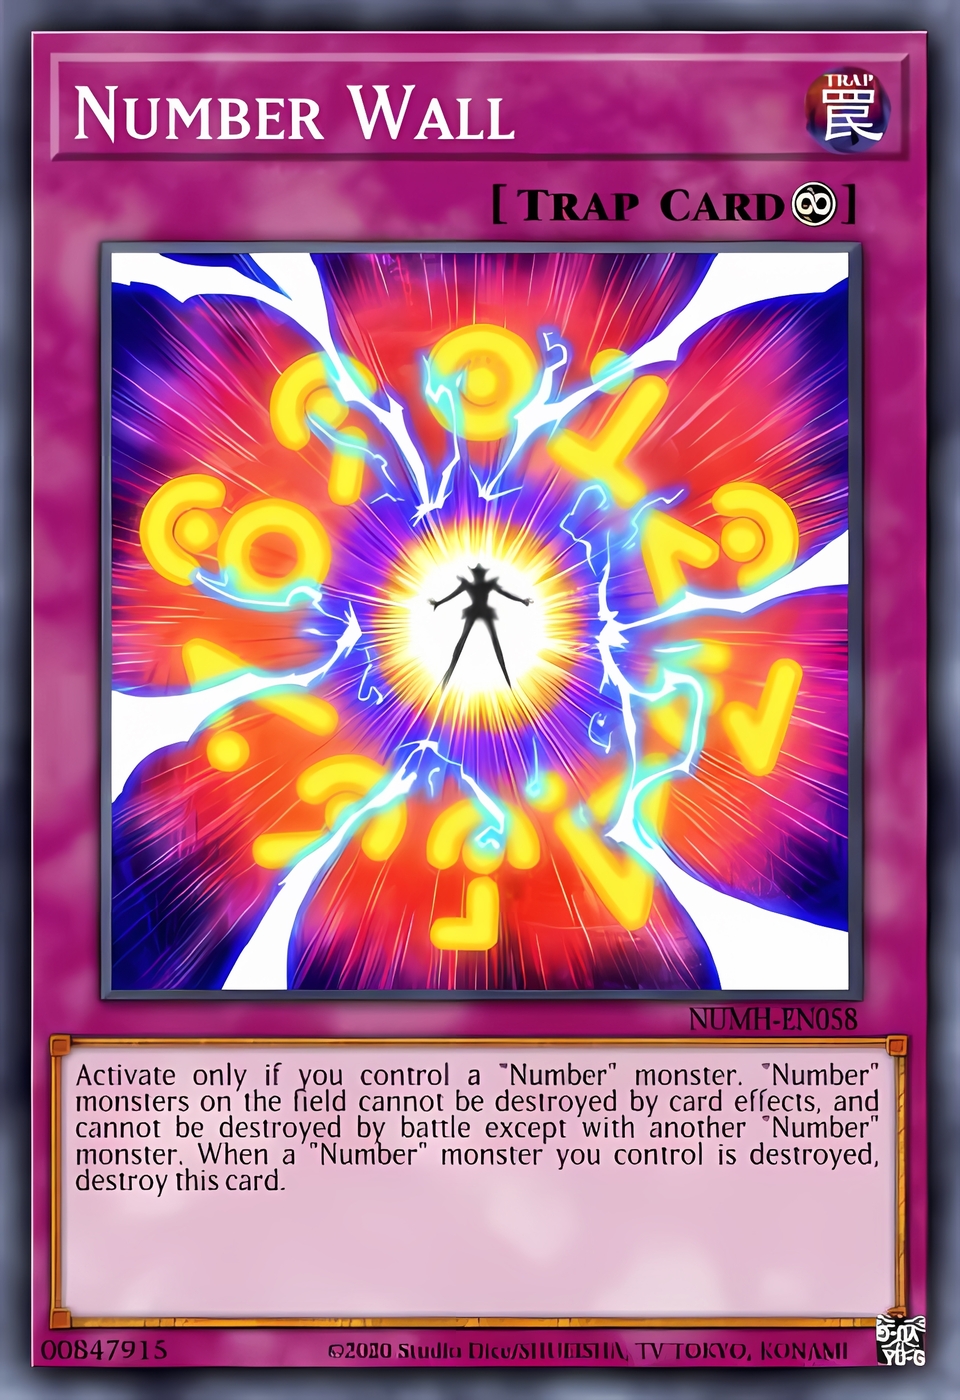 NUMBER WALL
TRAP
罠
[TRAP CARD∞]
5
NUMH-EN058
Activate only if you control a "Number" monster. "Number"
monsters on the field cannot be destroyed by card effects, and
cannot be destroyed by battle except with another "Number"
monster. When a "Number" monster you control is destroyed,
destroy this card.
00847915
©2020 Studio Dice/SHUEISHA, TV TOKYO, KONAMI